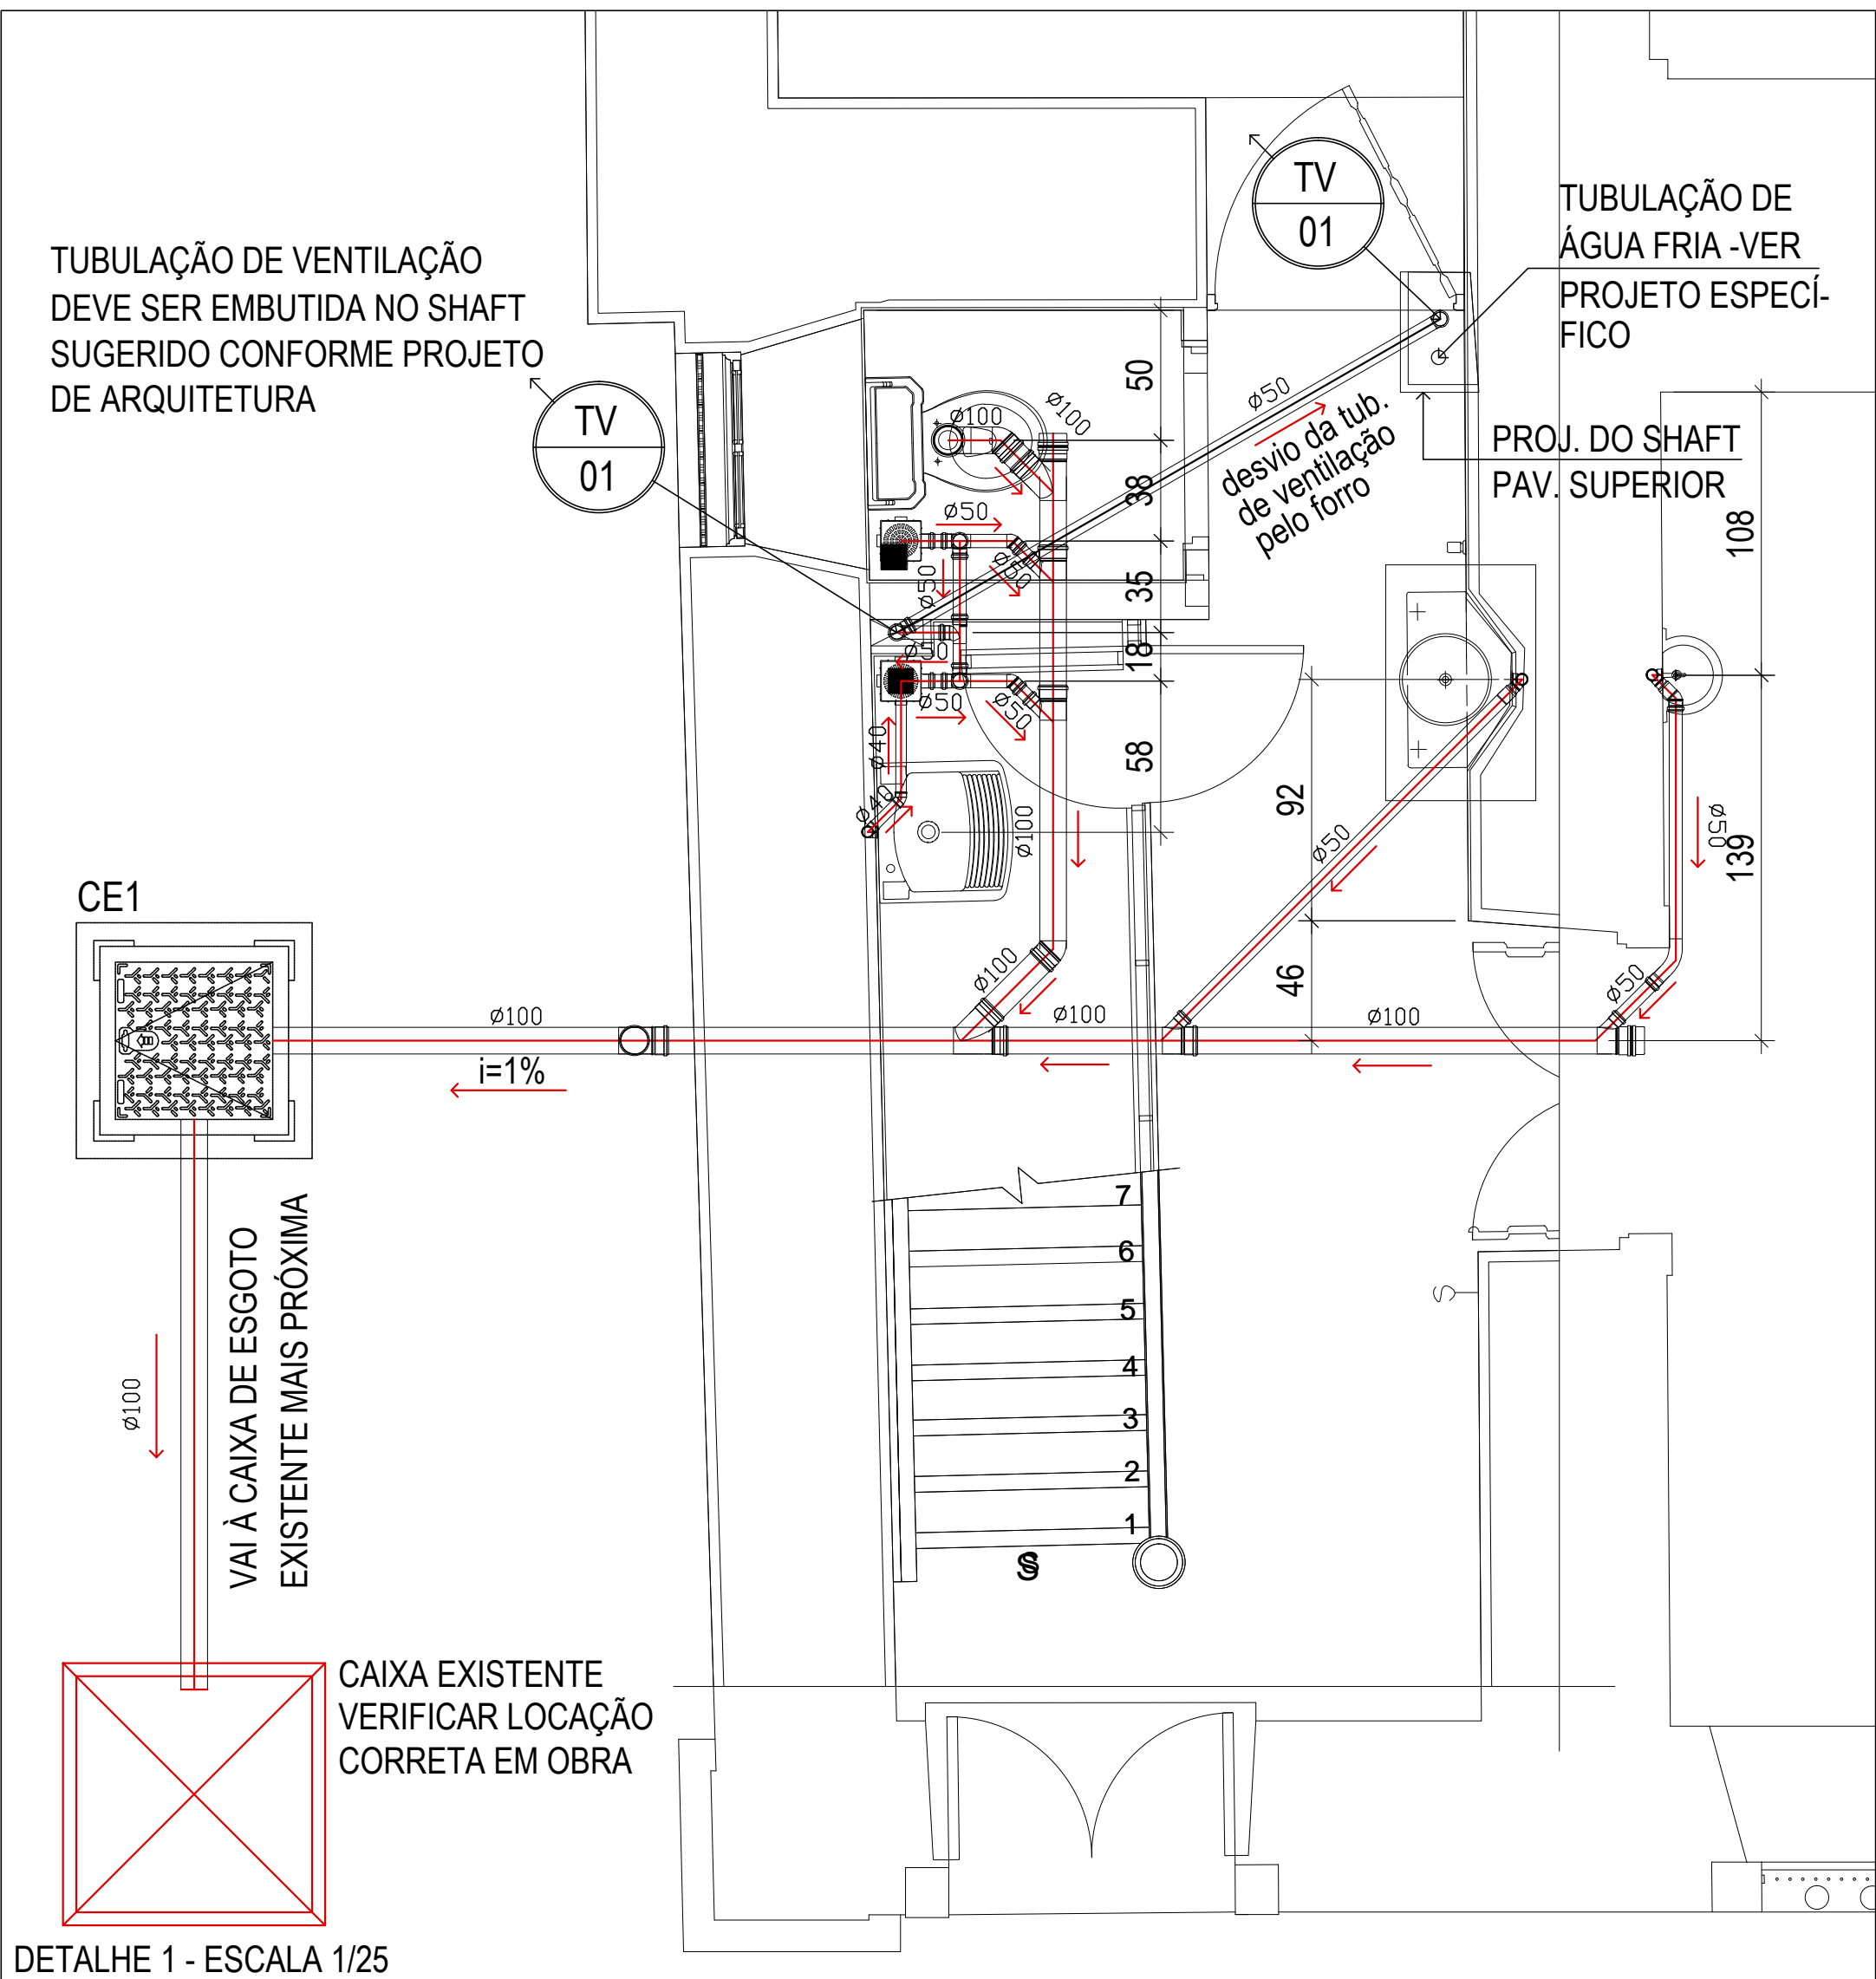 TUBULAÇÃO DE VENTILAÇÃO
DEVE SER EMBUTIDA NO SHAFT
SUGERIDO CONFORME PROJETO
DE ARQUITETURA
TV
01
TV
01
TUBULAÇÃO DE
ÁGUA FRIA -VER
PROJETO ESPECÍ-
FICO
PROJ. DO SHAFT
PAV. SUPERIOR
ø50
desvio da tub.
de ventilação
pelo forro
ø100
ø100
50
38
35
18
58
ø50
ø50
ø50
ø50
ø50
ø50
ø40
ø40
ø100
92
46
ø50
108
139
ø50
ø50
CE1
ø100
i=1%
ø100
ø100
ø100
VAI À CAIXA DE ESGOTO
EXISTENTE MAIS PRÓXIMA
ø100
7
6
5
4
3
2
1
S
S
CAIXA EXISTENTE
VERIFICAR LOCAÇÃO
CORRETA EM OBRA
DETALHE 1 - ESCALA 1/25